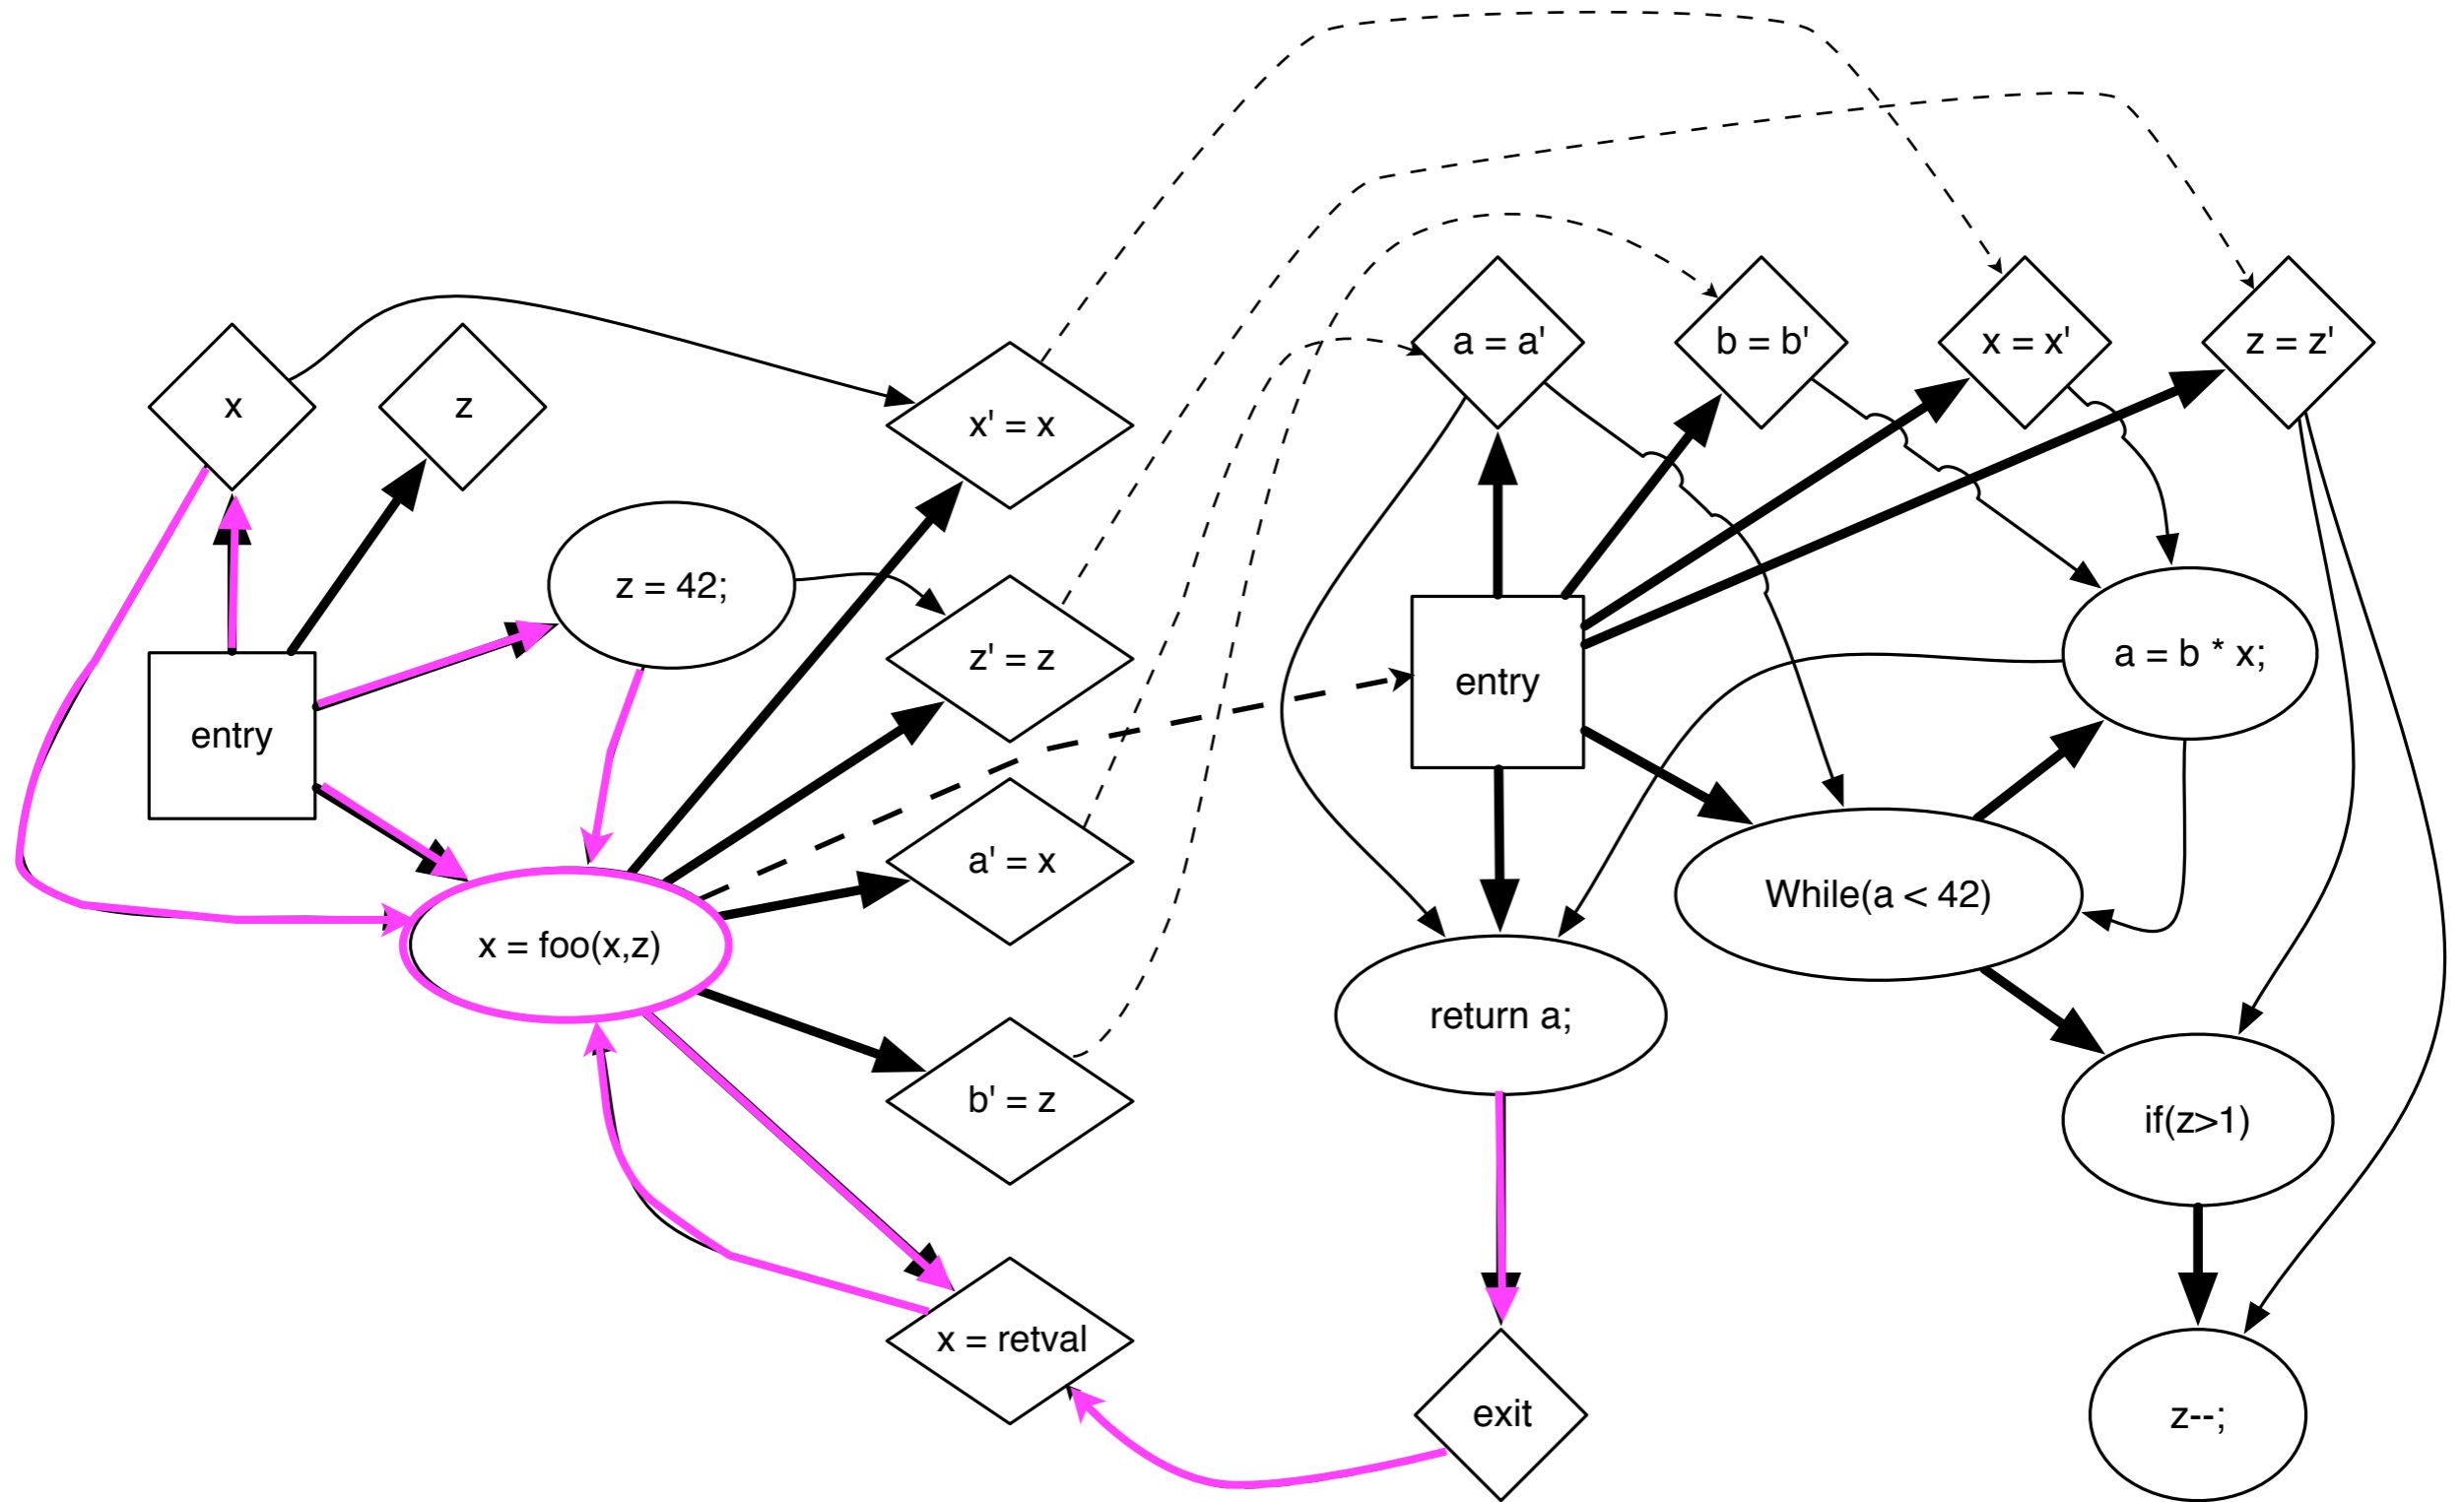 a = a'
b = b'
x = x'
z = z'
x
z
x' = x
z = 42;
z' = z
a = b * x;
entry
entry
a' = x
While(a < 42)
x = foo(x,z)
return a;
b' = z
if(z>1)
x = retval
exit
z--;